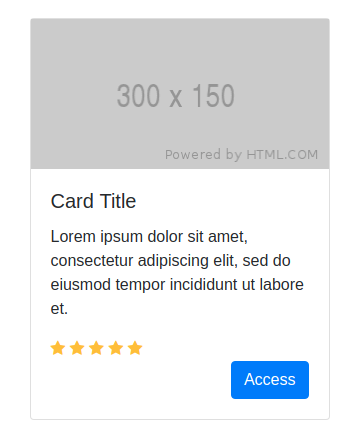 300 x 150
Powered by HTML.COM
Card Title
Lorem ipsum dolor sit amet,
consectetur adipiscing elit, sed do
eiusmod tempor incididunt ut labore
et.
Access